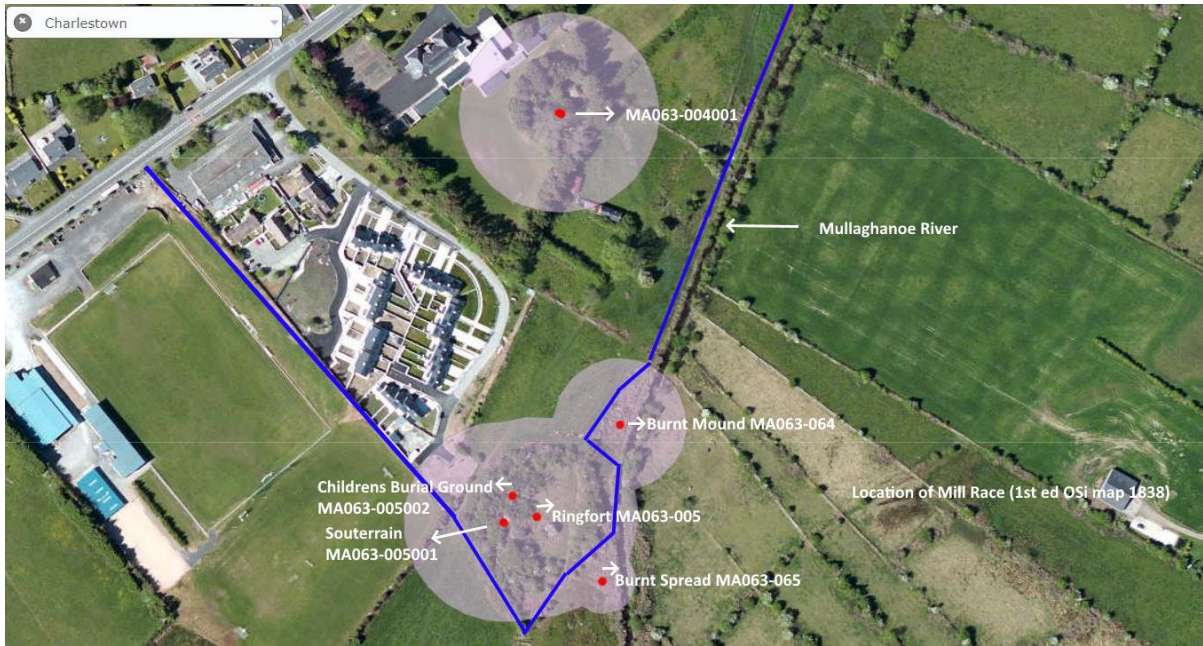 Charlestown
MA063-004001
Mullaghanoe River
Burnt Mound MA063-064
Childrens Burial Ground
MA063-005002
Location of Mill Race (1st ed OSi map 1838)
Ringfort MA063-005
Souterrain
MA063-005001
Burnt Spread MA063-065